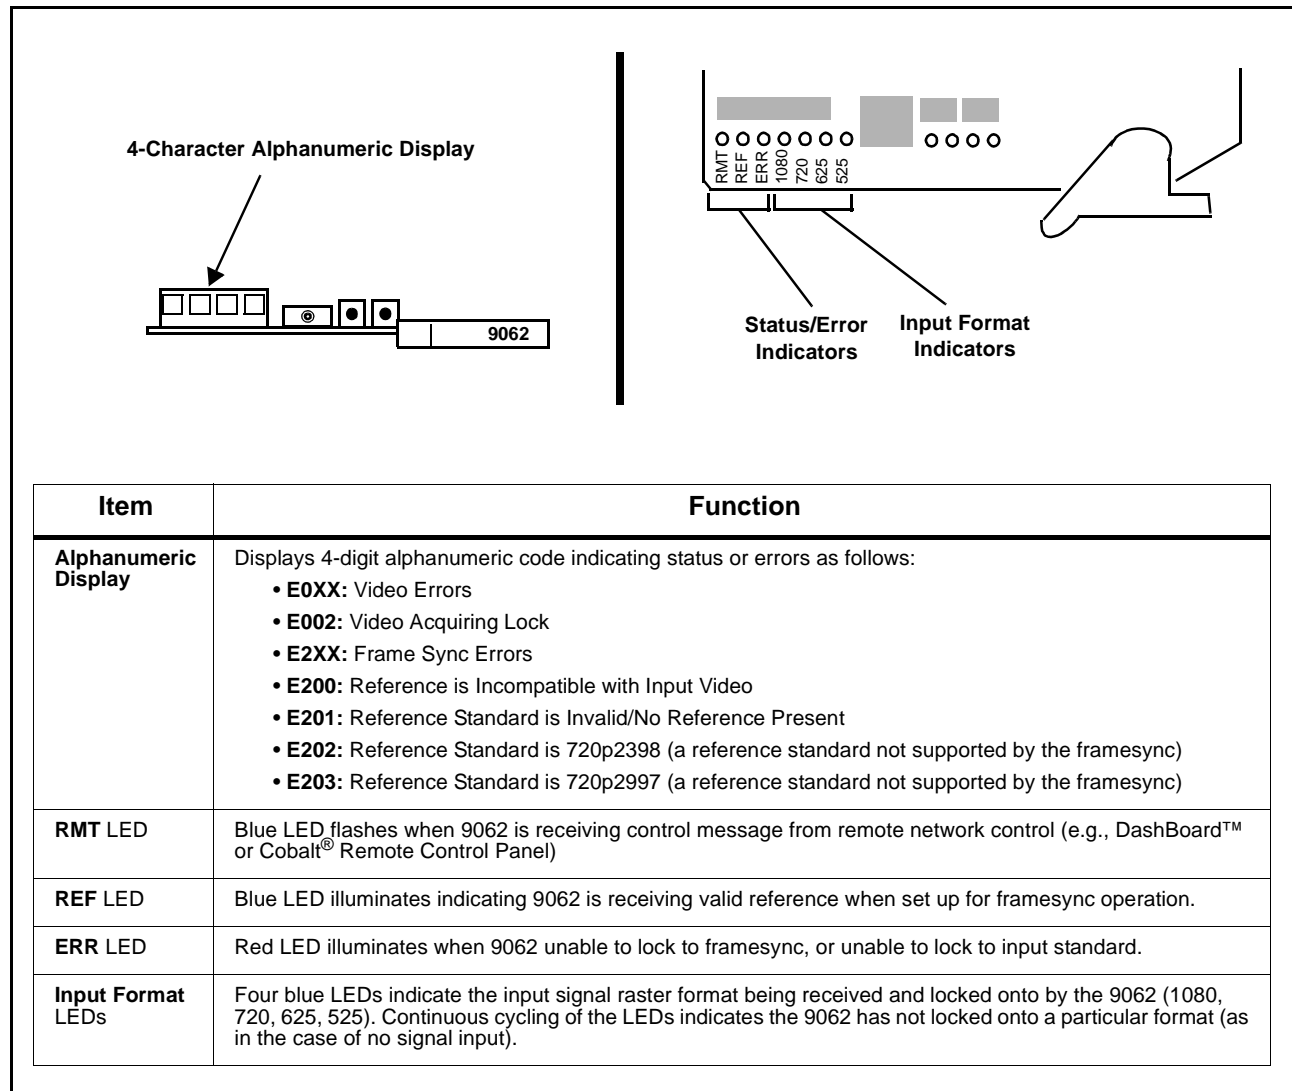 4-Character Alphanumeric Display
9062
RMT
REF
ERR
1080
720
625
525
Status/Error
Indicators
Input Format
Indicators
Item
Function
Alphanumeric
Display
Displays 4-digit alphanumeric code indicating status or errors as follows:
• E0XX: Video Errors
• E002: Video Acquiring Lock
• E2XX: Frame Sync Errors
• E200: Reference is Incompatible with Input Video
• E201: Reference Standard is Invalid/No Reference Present
• E202: Reference Standard is 720p2398 (a reference standard not supported by the framesync)
• E203: Reference Standard is 720p2997 (a reference standard not supported by the framesync)
RMT LED
Blue LED flashes when 9062 is receiving control message from remote network control (e.g., DashBoard™
or Cobalt® Remote Control Panel)
REF LED
Blue LED illuminates indicating 9062 is receiving valid reference when set up for framesync operation.
ERR LED
Red LED illuminates when 9062 unable to lock to framesync, or unable to lock to input standard.
Input Format
LEDs
Four blue LEDs indicate the input signal raster format being received and locked onto by the 9062 (1080,
720, 625, 525). Continuous cycling of the LEDs indicates the 9062 has not locked onto a particular format (as
in the case of no signal input).